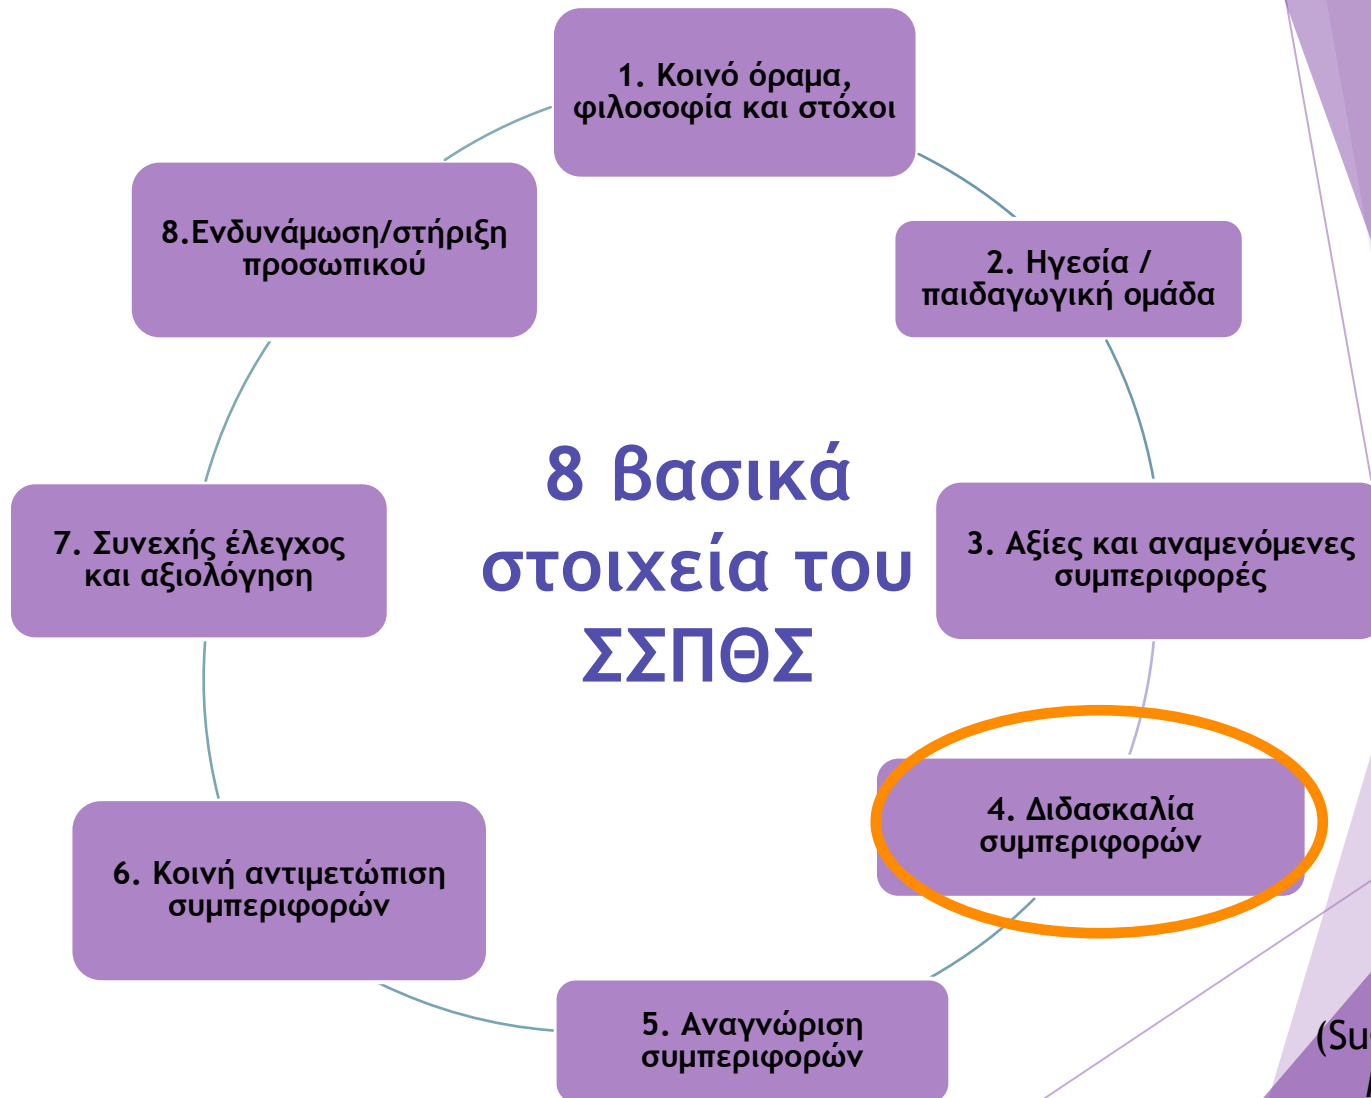 1. Κοινό όραμα,
φιλοσοφία και στόχοι
2. Ηγεσία /
παιδαγωγική ομάδα
3. Αξίες και αναμενόμενες
συμπεριφορές
4. Διδασκαλία
συμπεριφορών
5. Αναγνώριση
συμπεριφορών
6. Κοινή αντιμετώπιση
συμπεριφορών
7. Συνεχής έλεγχος
και αξιολόγηση
8.Ενδυνάμωση/στήριξη
προσωπικού
8 βασικά
στοιχεία του
ΣΣΠΘΣ